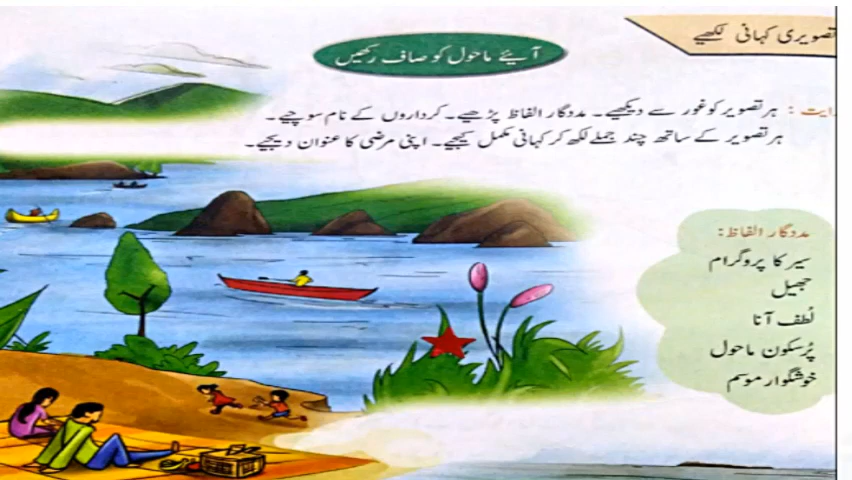 تصویری کہانی لکھیے
آیئے ماحول کو صاف رکھیں
ہر تصویر کو غور سے دیکھیے۔ مددگار الفاظ پڑھیے۔ کرداروں کے نام سوچیے۔
ہر تصویر کے ساتھ چند جملے لکھ کر کہانی مکمل کیجیے۔ اپنی مرضی کا عنوان دیجیے۔
مددگار الفاظ:
سیر کا پروگرام
جھیل
لُطف آنا
پُرسکون ماحول
خوشگوار موسم